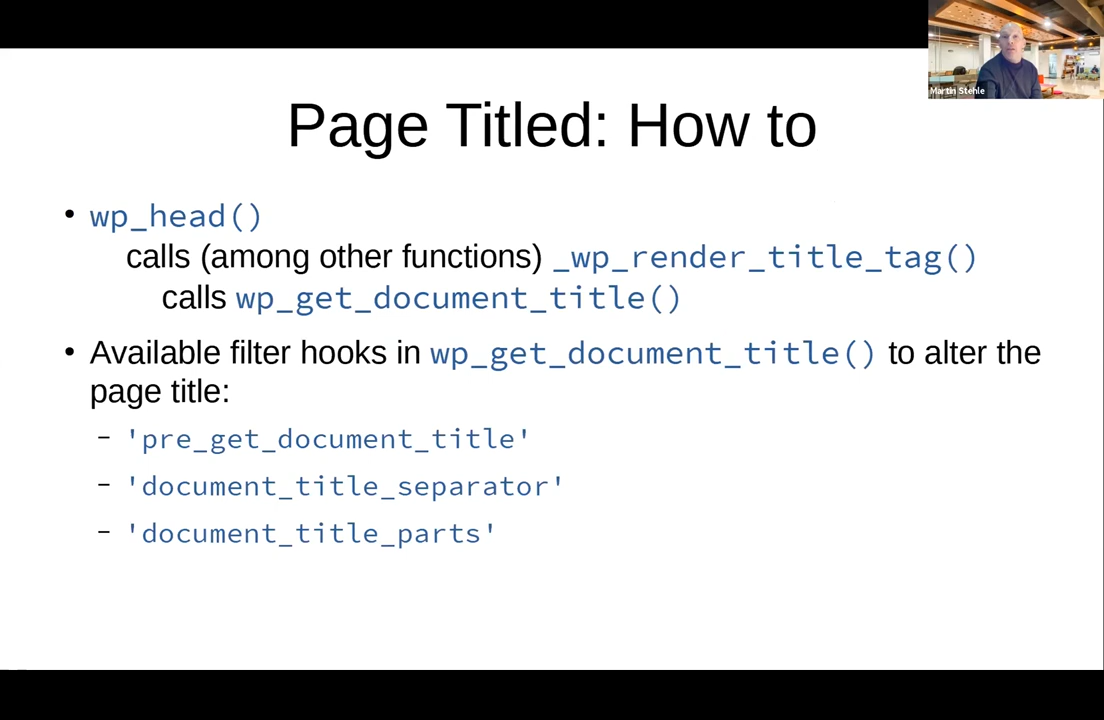 Martin Stehle
Page Titled: How to
• wp_head()
calls (among other functions) _wp_render_title_tag()
calls wp_get_document_title()
• Available filter hooks in wp_get_document_title() to alter the
page title:
– 'pre_get_document_title'
– 'document_title_separator'
– 'document_title_parts'